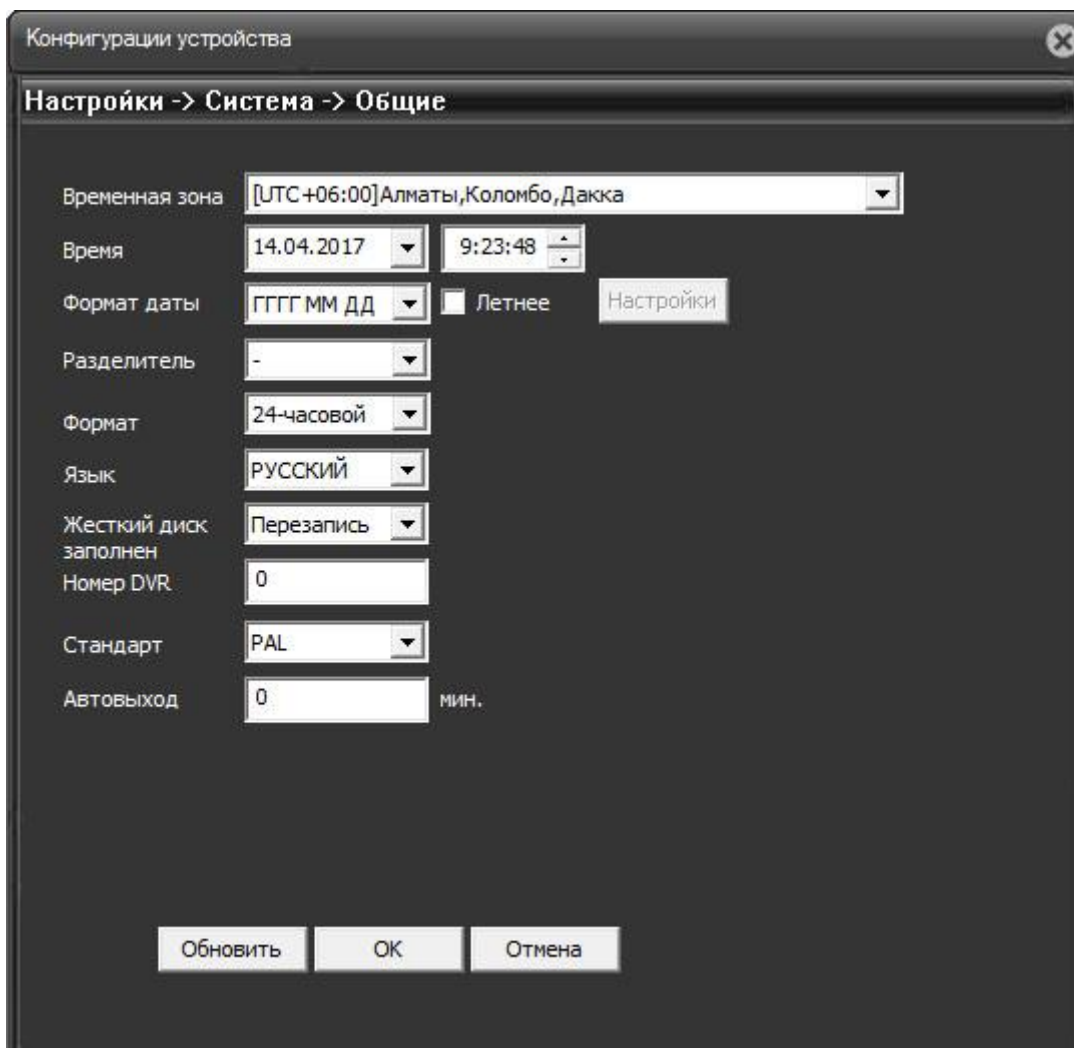 Конфигурации устройства
Настройки -> Система -> Общие
Временная зона [UTC+06:00]Алматы,Коломбо,Дакка
Время 14.04.2017 9:23:48
Формат даты ГГГГ ММ ДД Летнее Настройки
Разделитель -
Формат 24-часовой
Язык РУССКИЙ
Жесткий диск Перезапись
заполнен
Номер DVR 0
Стандарт PAL
Автовыход 0 мин.
Обновить OK Отмена